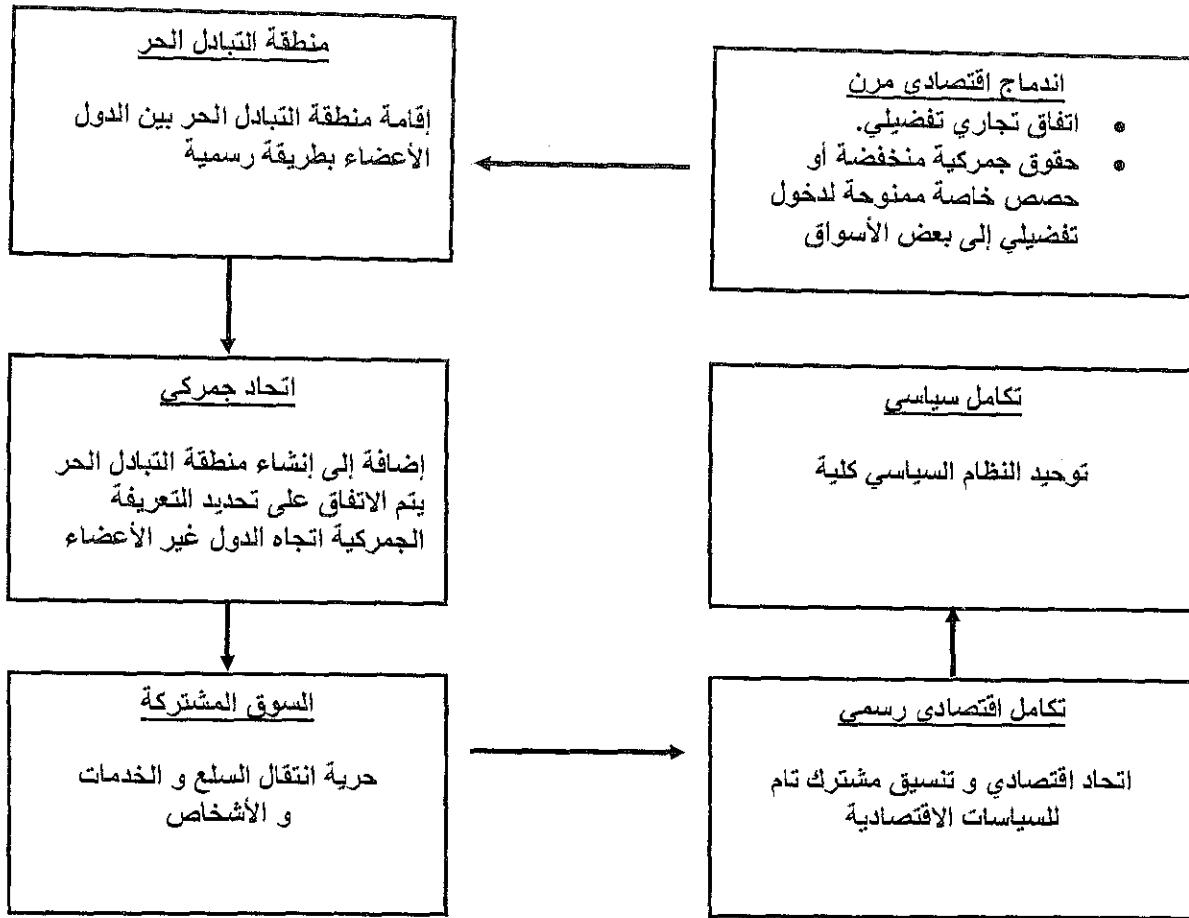 اندماج اقتصادي مرن
• اتفاق تجاري تفضيلي.
• حقوق جمركية منخفضة أو
حصص خاصة ممنوحة لدخول
تفضيلي إلى بعض الأسواق
منطقة التبادل الحر
إقامة منطقة التبادل الحر بين الدول
الأعضاء بطريقة رسمية
اتحاد جمركي
إضافة إلى إنشاء منطقة التبادل الحر
يتم الاتفاق على تحديد التعريفة
الجمركية اتجاه الدول غير الأعضاء
السوق المشتركة
حرية انتقال السلع و الخدمات
و الأشخاص
تكامل اقتصادي رسمي
اتحاد اقتصادي و تنسيق مشترك تام
للسياسات الاقتصادية
تكامل سياسي
توحيد النظام السياسي كلية